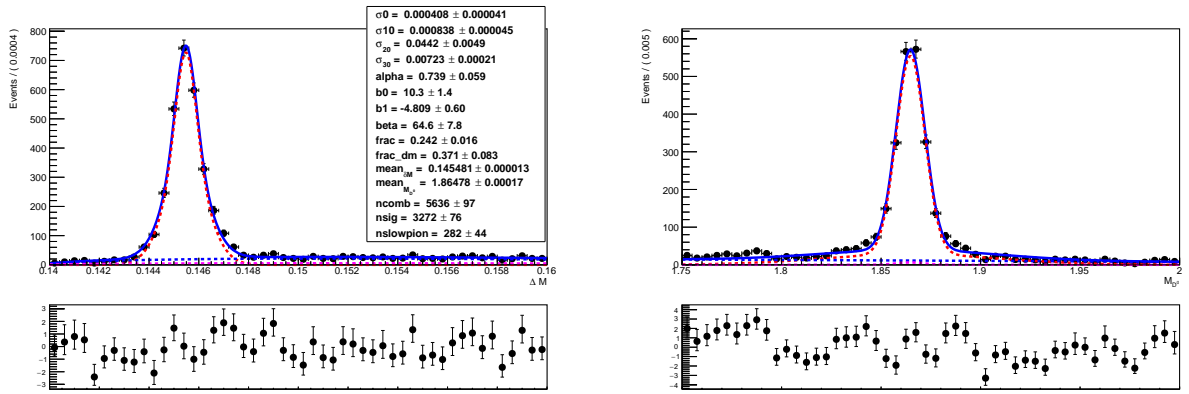 Events / ( 0.0004 )
800
700
600
500
400
300
200
100
0
0.14 0.142 0.144 0.146 0.148 0.15 0.152 0.154 0.156 0.158 0.16
Δ M
σ0 = 0.000408 ± 0.000041
σ10 = 0.000838 ± 0.000045
σ20 = 0.0442 ± 0.0049
σ30 = 0.00723 ± 0.00021
alpha = 0.739 ± 0.059
b0 = 10.3 ± 1.4
b1 = -4.809 ± 0.60
beta = 64.6 ± 7.8
frac = 0.242 ± 0.016
frac_dm = 0.371 ± 0.083
mean_δM = 0.145481 ± 0.000013
mean_M_D⁰ = 1.86478 ± 0.00017
ncomb = 5636 ± 97
nsig = 3272 ± 76
nslowpion = 282 ± 44
3
2
1
0
-1
-2
-3
Events / ( 0.005 )
600
500
400
300
200
100
0
1.75 1.8 1.85 1.9 1.95 2
M_D⁰
4
3
2
1
0
-1
-2
-3
-4